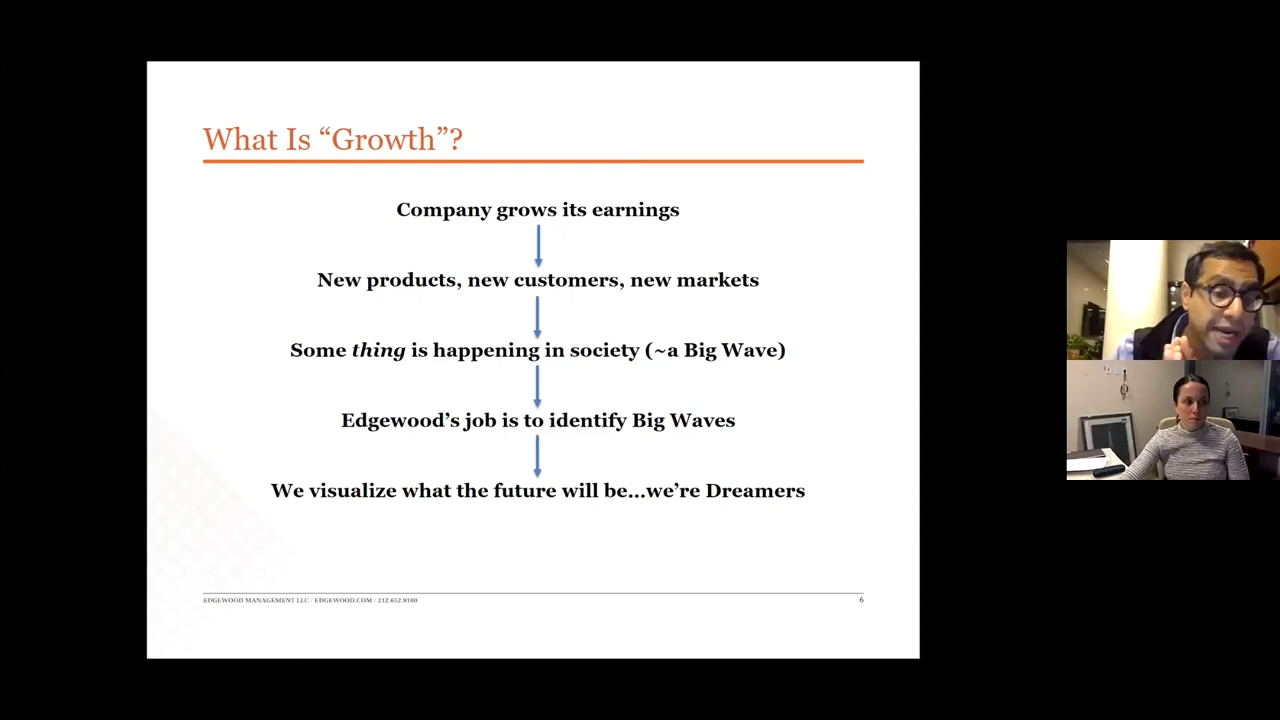 What Is “Growth”?
Company grows its earnings
New products, new customers, new markets
Some thing is happening in society (~a Big Wave)
Edgewood’s job is to identify Big Waves
We visualize what the future will be...we’re Dreamers
EDGEWOOD MANAGEMENT LLC / EDGEWOOD.COM / 212.652.9100
6